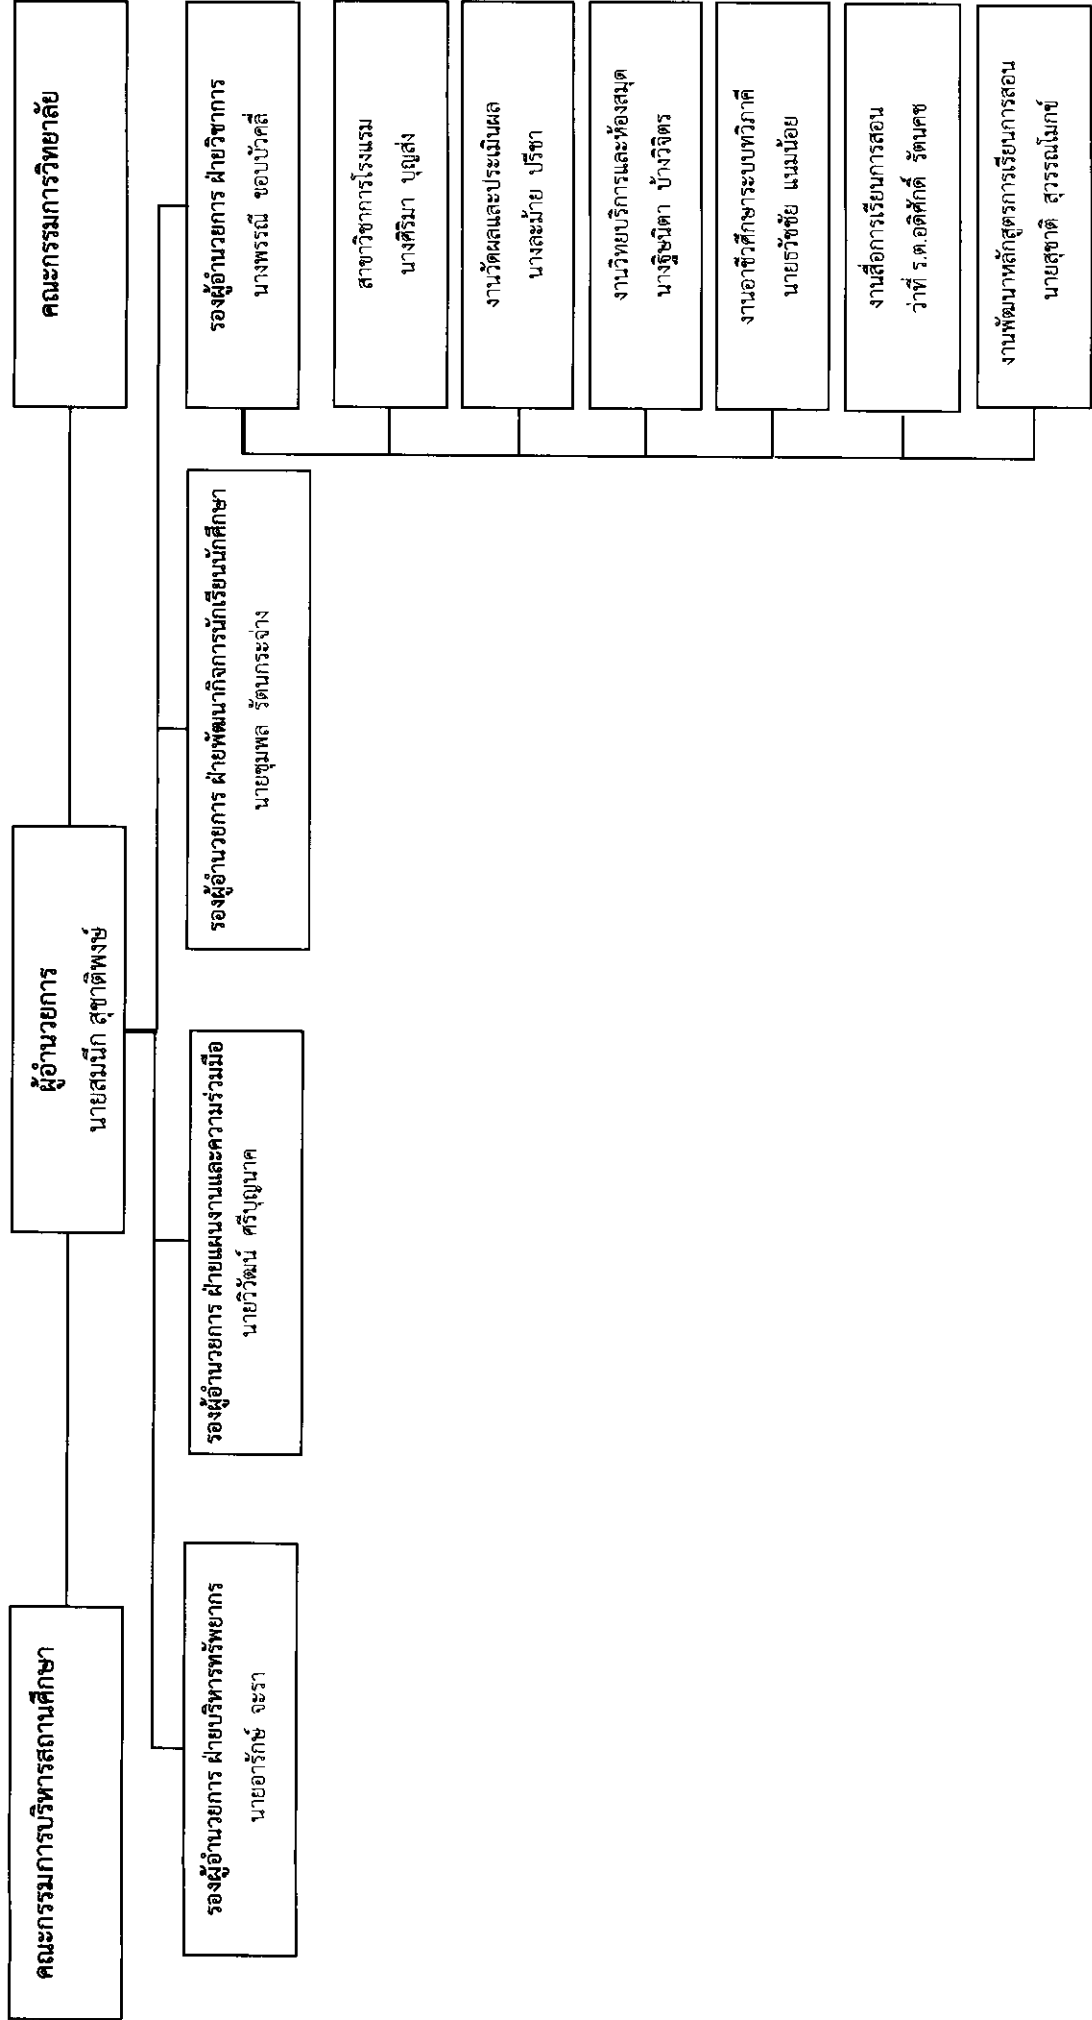 คณะกรรมการบริหารสถานศึกษา
ผู้อำนวยการ
นายสมนึก สุชาติพงษ์
คณะกรรมการวิทยาลัย
รองผู้อำนวยการ ฝ่ายบริหารทรัพยากร
นายอารักษ์ จะรา
รองผู้อำนวยการ ฝ่ายแผนงานและความร่วมมือ
นายวิวัฒน์ ศรีบุญนาค
รองผู้อำนวยการ ฝ่ายพัฒนากิจการนักเรียนนักศึกษา
นายชุมพล รัตนกระจ่าง
รองผู้อำนวยการ ฝ่ายวิชาการ
นางพรรณี ขอบบัวคลี
สาขาวิชาการโรงแรม
นางศิริมา บุญส่ง
งานวัดผลและประเมินผล
นางละม้าย ปรีชา
งานวิทยบริการและห้องสมุด
นางฐิษนิตา บ้างวิจิตร
งานอาชีวศึกษาระบบทวิภาคี
นายธวัชชัย แนมน้อย
งานสื่อการเรียนการสอน
ว่าที่ ร.ต.อดิศักดิ์ รัตนคช
งานพัฒนาหลักสูตรการเรียนการสอน
นายสุชาติ สุวรรณโมกข์